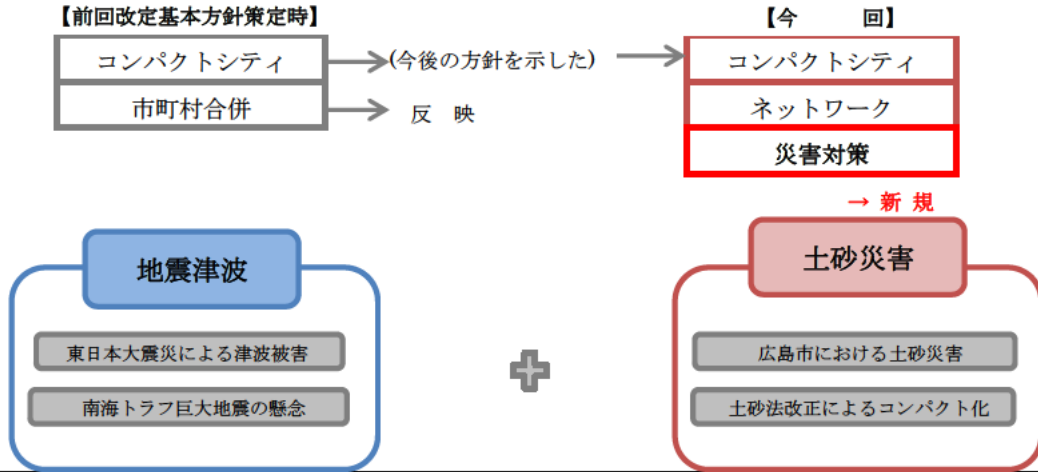 【前回改定基本方針策定時】
コンパクトシティ
(今後の方針を示した)
市町村合併
反 映
【今 回】
コンパクトシティ
ネットワーク
災害対策
→ 新 規
地震津波
東日本大震災による津波被害
南海トラフ巨大地震の懸念
土砂災害
広島市における土砂災害
土砂法改正によるコンパクト化